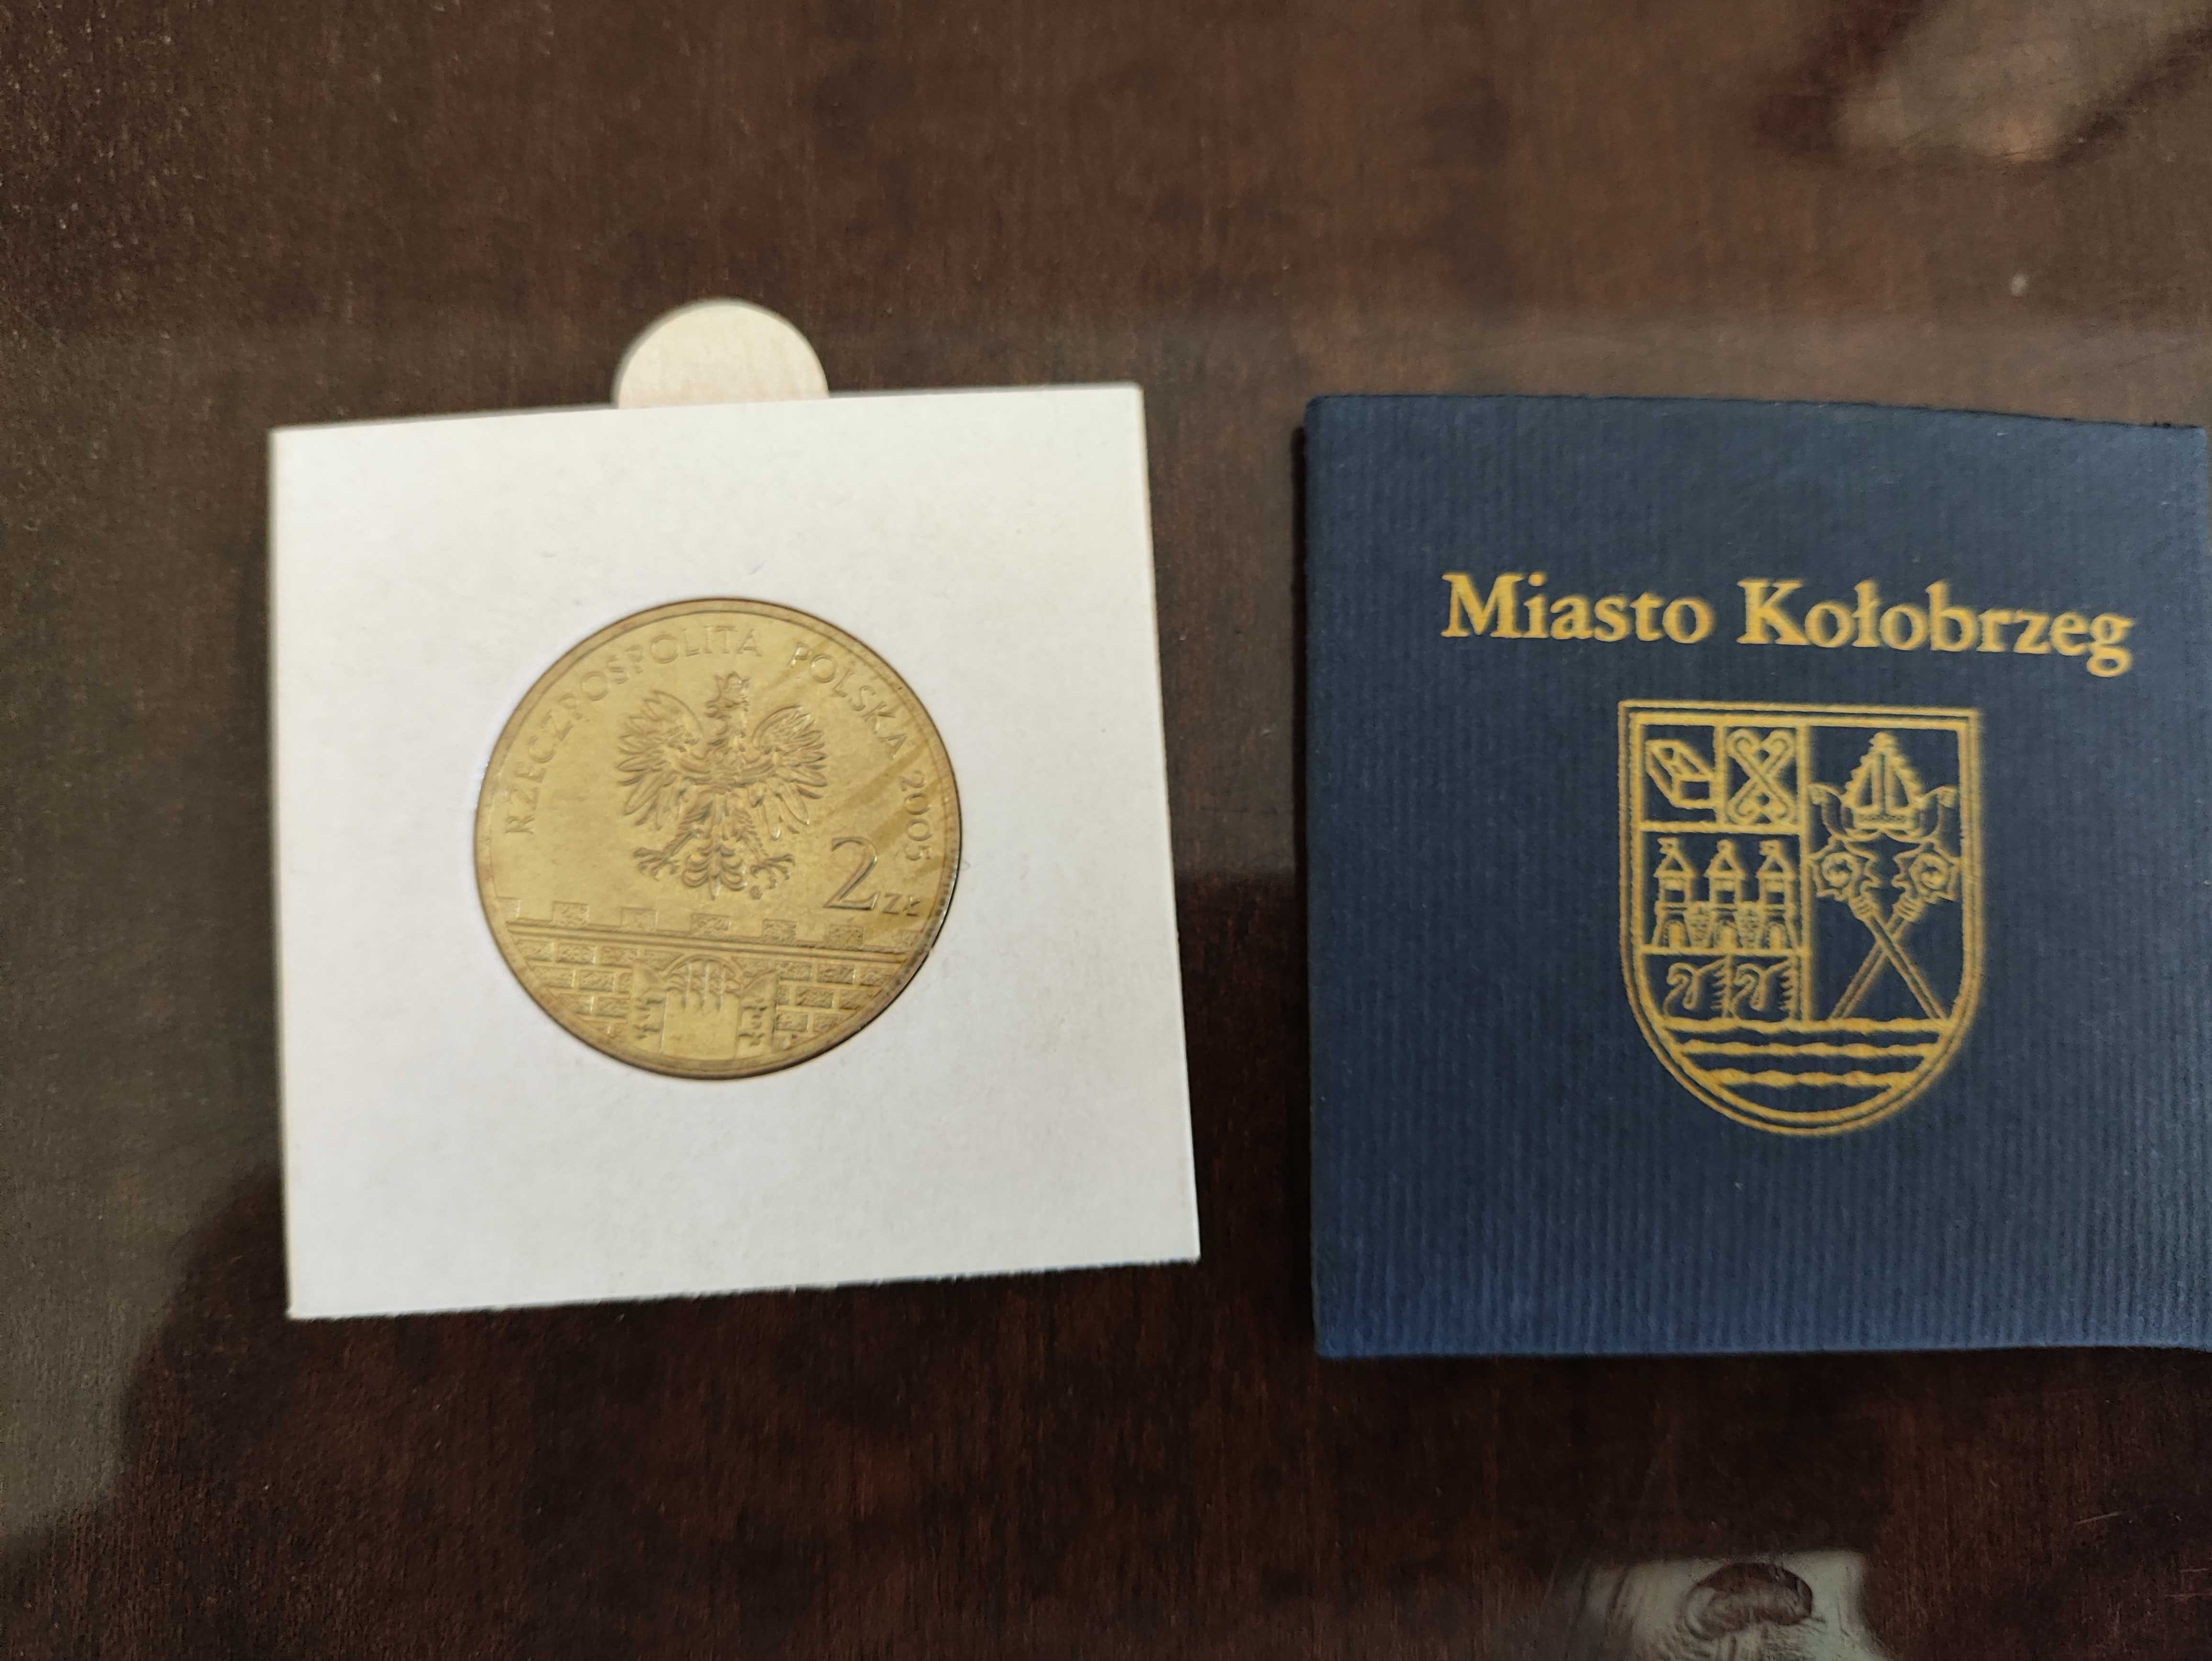 RZECZPOSPOLITA POLSKA 2005
2 ZŁ
Miasto Kołobrzeg